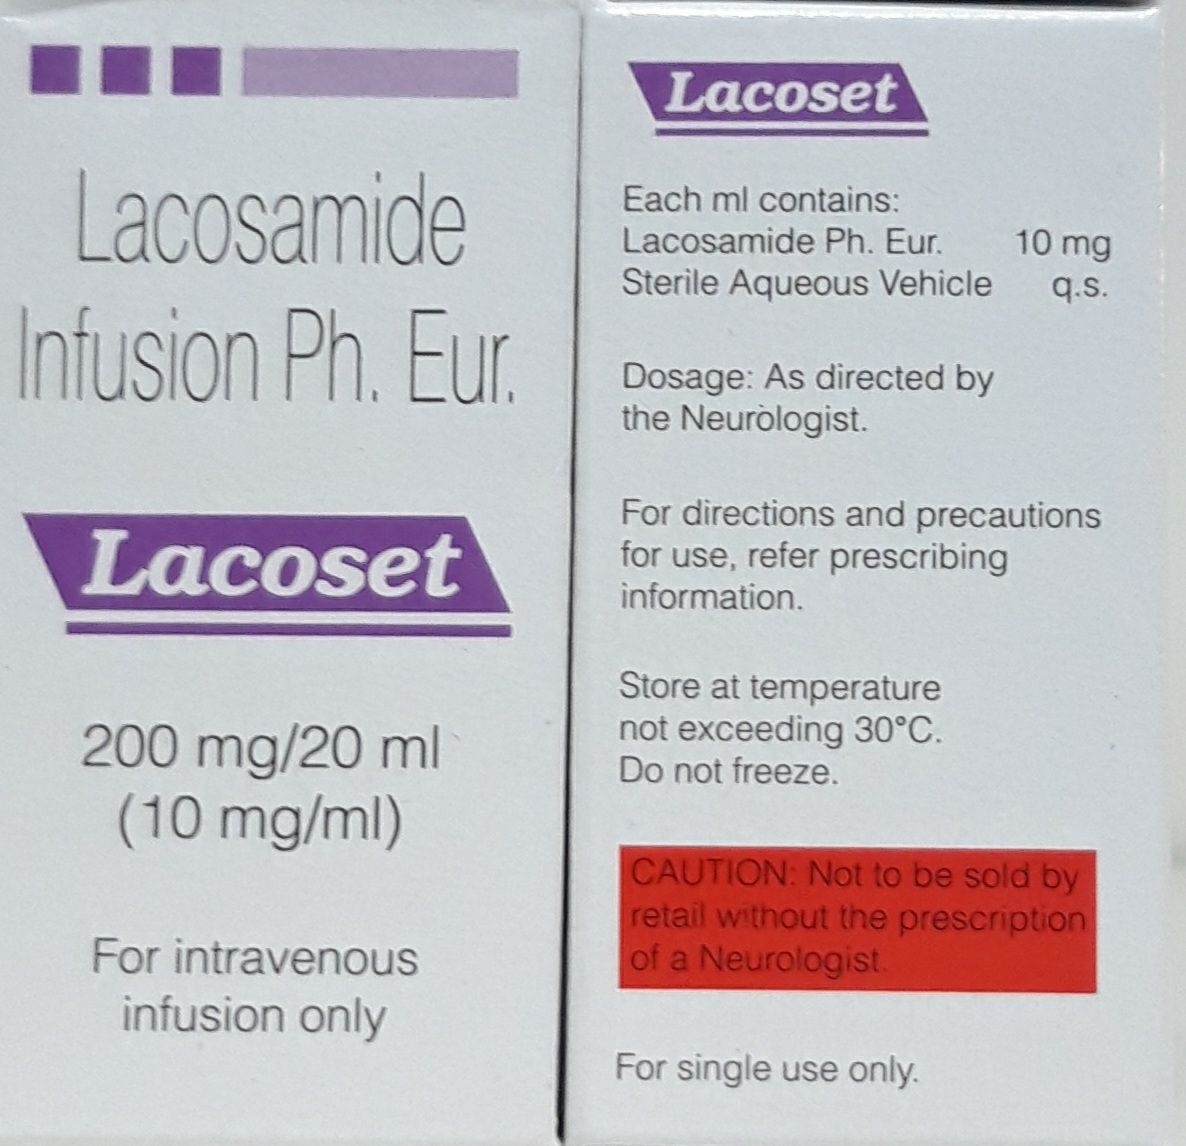 Lacosamide
Infusion Ph. Eur.
Lacoset
200 mg/20 ml
(10 mg/ml)
For intravenous
infusion only
Lacoset
Each ml contains:
Lacosamide Ph. Eur. 10 mg
Sterile Aqueous Vehicle q.s.
Dosage: As directed by
the Neurologist.
For directions and precautions
for use, refer prescribing
information.
Store at temperature
not exceeding 30°C.
Do not freeze.
CAUTION: Not to be sold by
retail without the prescription
of a Neurologist.
For single use only.